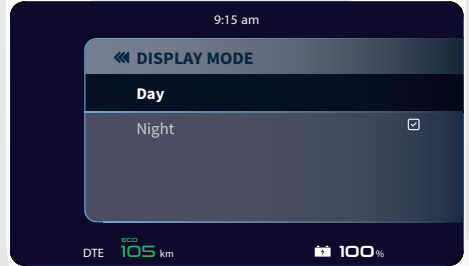 9:15 am
DISPLAY MODE
Day
Night
ECO
DTE 105 km 100%